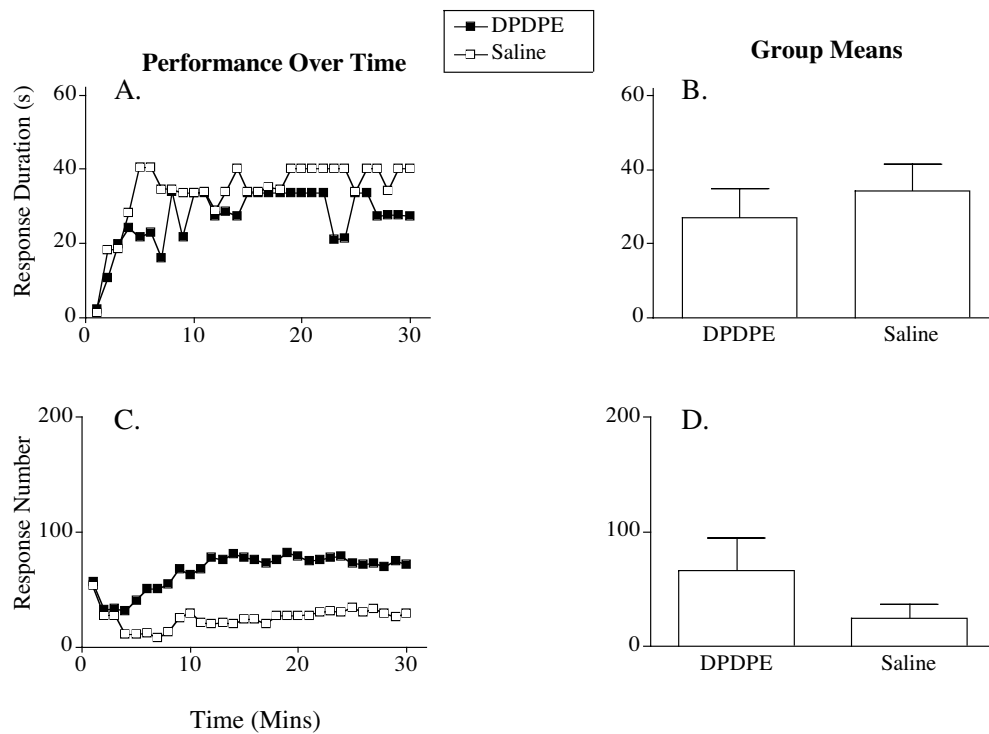 DPDPE
Saline
Performance Over Time
Group Means
A.
Response Duration (s)
60
40
20
0
0
10
20
30
B.
60
40
20
0
DPDPE
Saline
C.
Response Number
200
100
0
0
10
20
30
Time (Mins)
D.
200
100
0
DPDPE
Saline